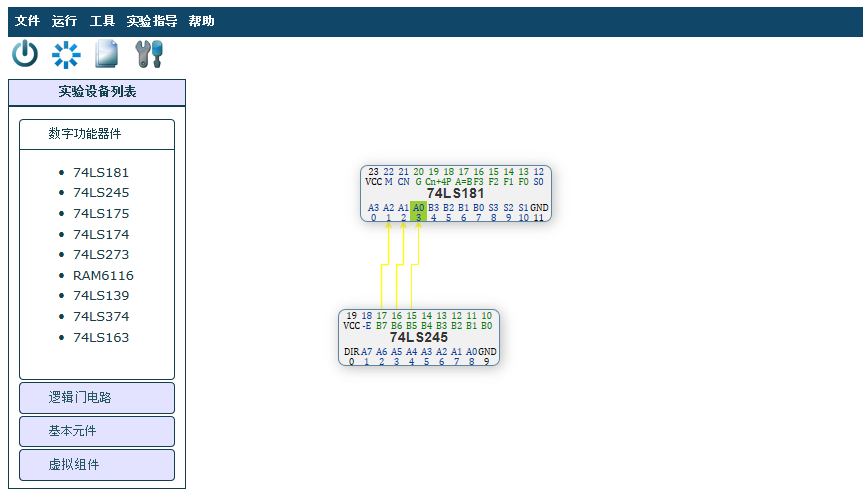 文件 运行 工具 实验指导 帮助
实验设备列表
数字功能器件
74LS181
74LS245
74LS175
74LS174
74LS273
RAM6116
74LS139
74LS374
74LS163
逻辑门电路
基本元件
虚拟组件
23 22 21 20 19 18 17 16 15 14 13 12
VCC M CN G Cn+4P A=B F3 F2 F1 F0 S0
74LS181
A3 A2 A1 A0 B3 B2 B1 B0 S3 S2 S1 GND
0 1 2 3 4 5 6 7 8 9 10 11
19 18 17 16 15 14 13 12 11 10
VCC -E B7 B6 B5 B4 B3 B2 B1 B0
74LS245
DIR A7 A6 A5 A4 A3 A2 A1 A0 GND
0 1 2 3 4 5 6 7 8 9